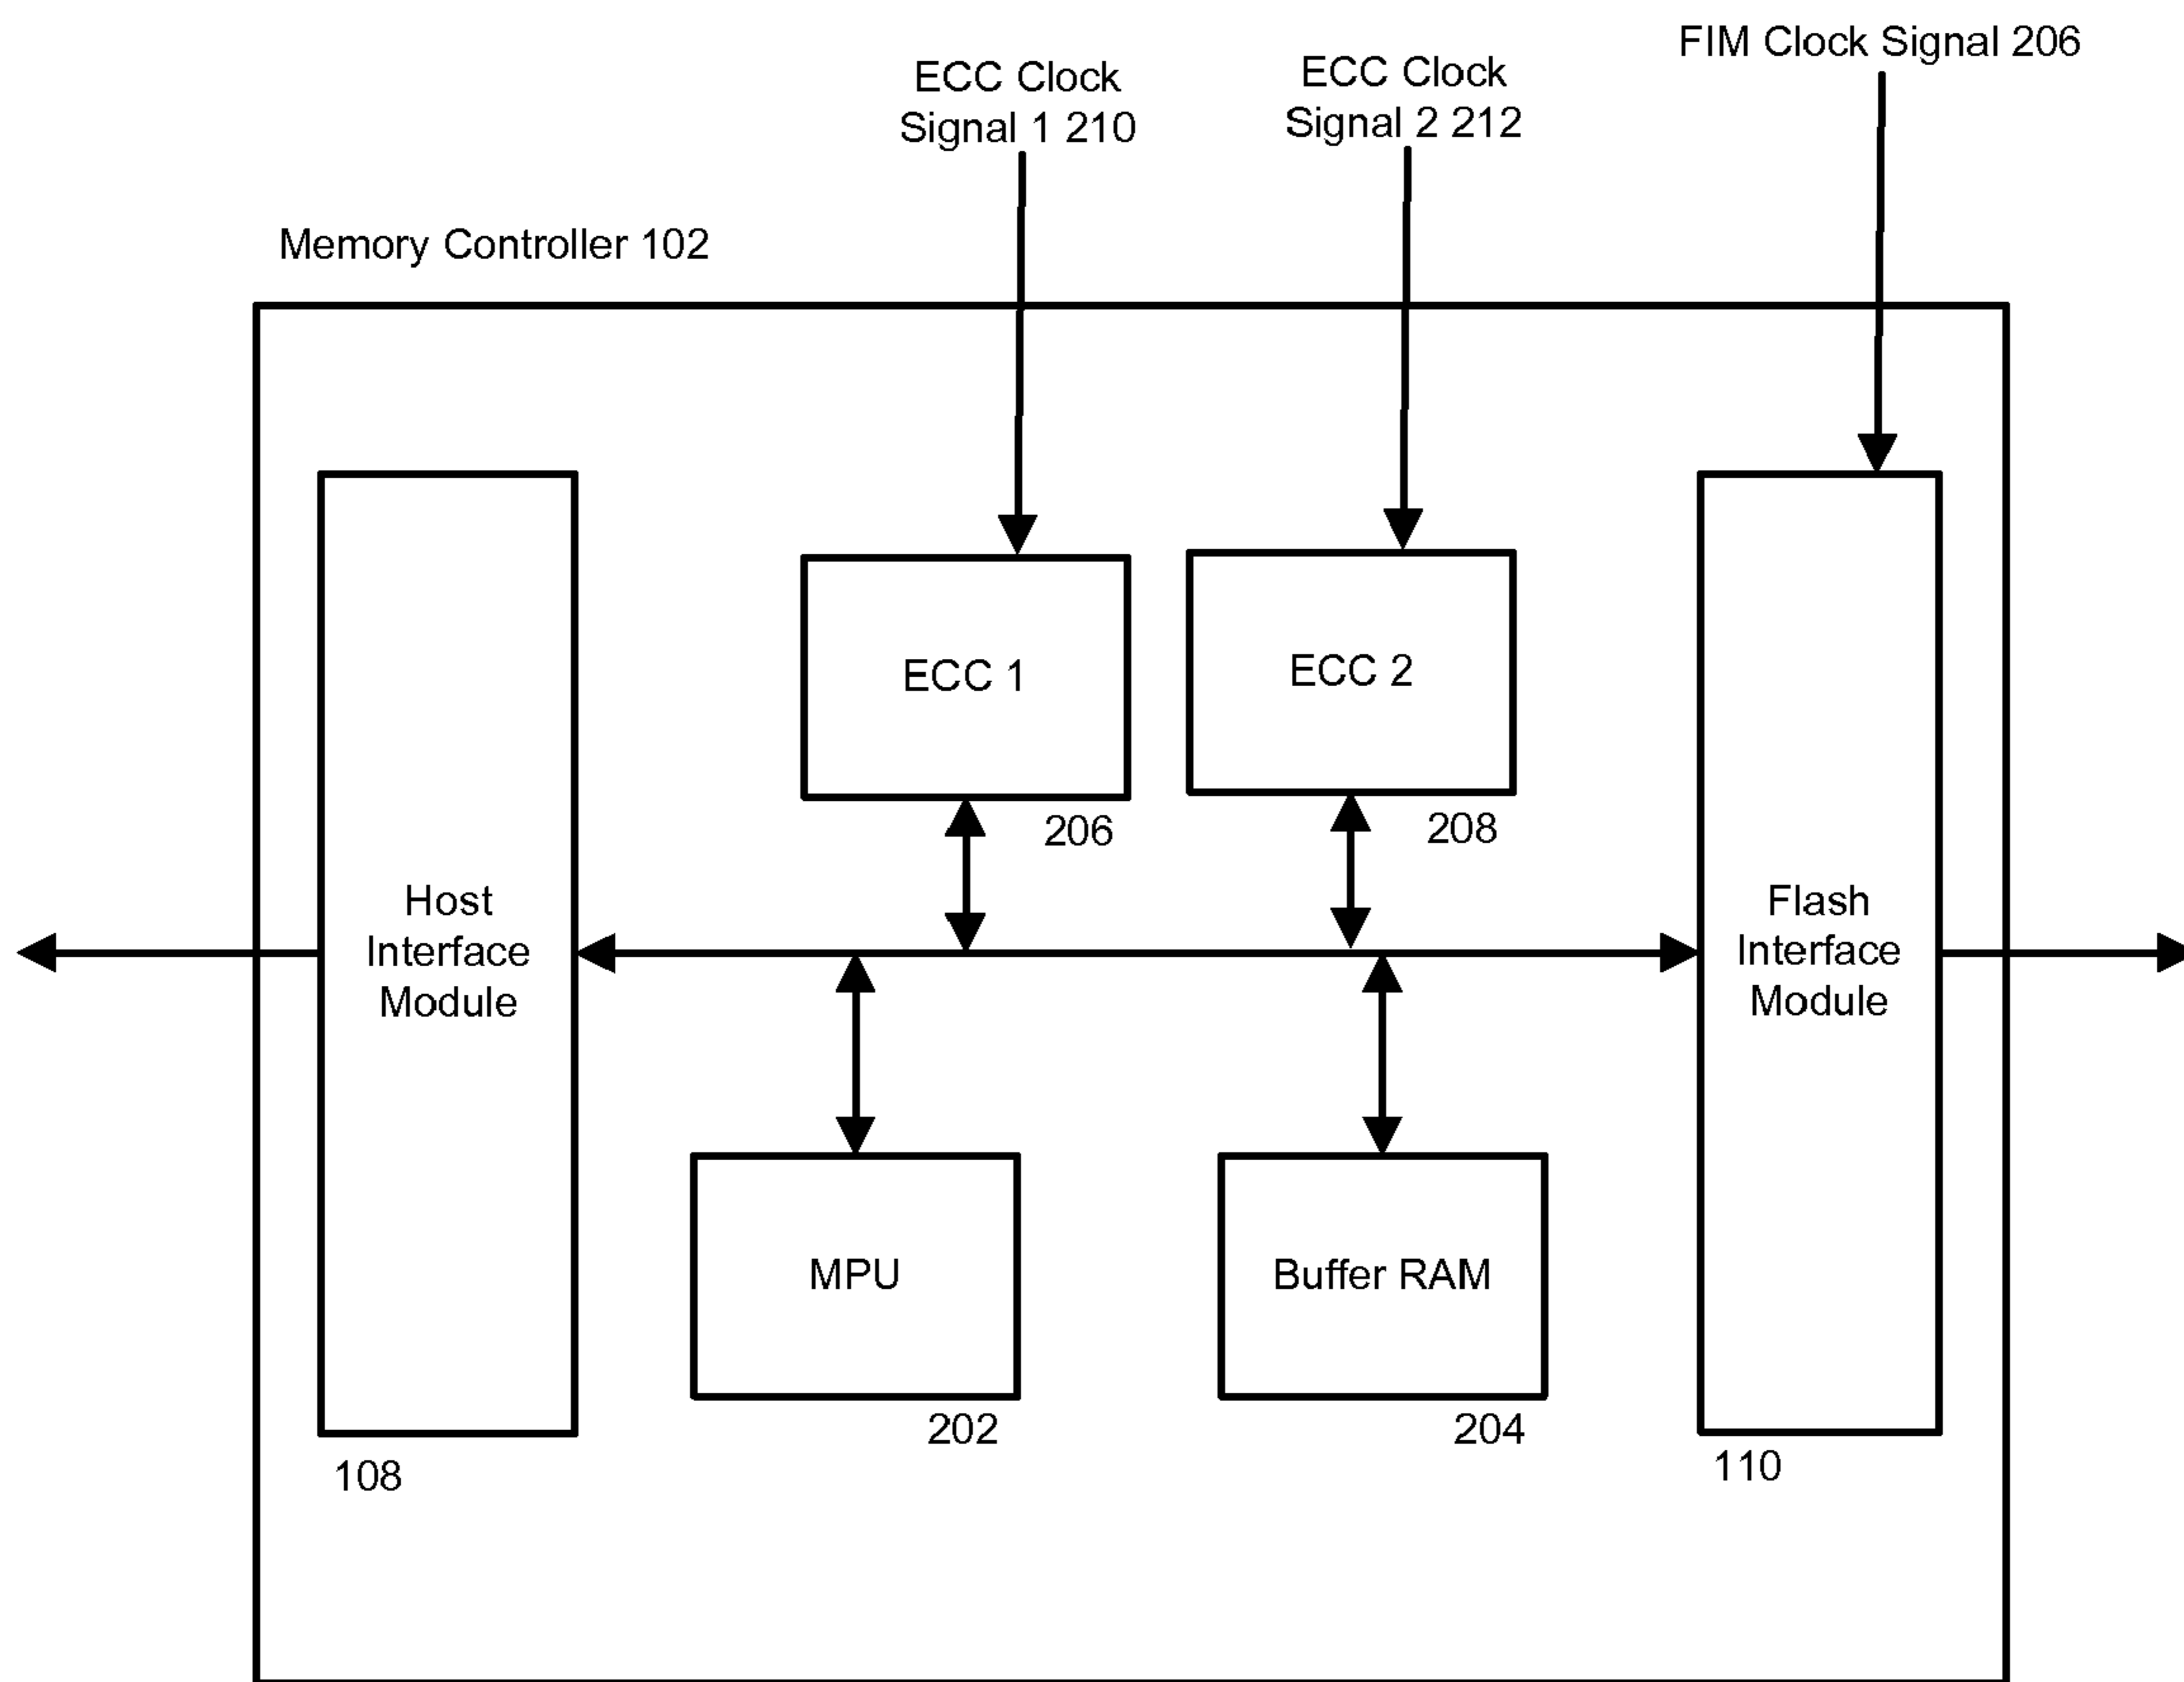 FIM Clock Signal 206
ECC Clock
Signal 1 210
ECC Clock
Signal 2 212
Memory Controller 102
ECC 1
ECC 2
206
208
Host
Interface
Module
Flash
Interface
Module
MPU
Buffer RAM
202
204
108
110